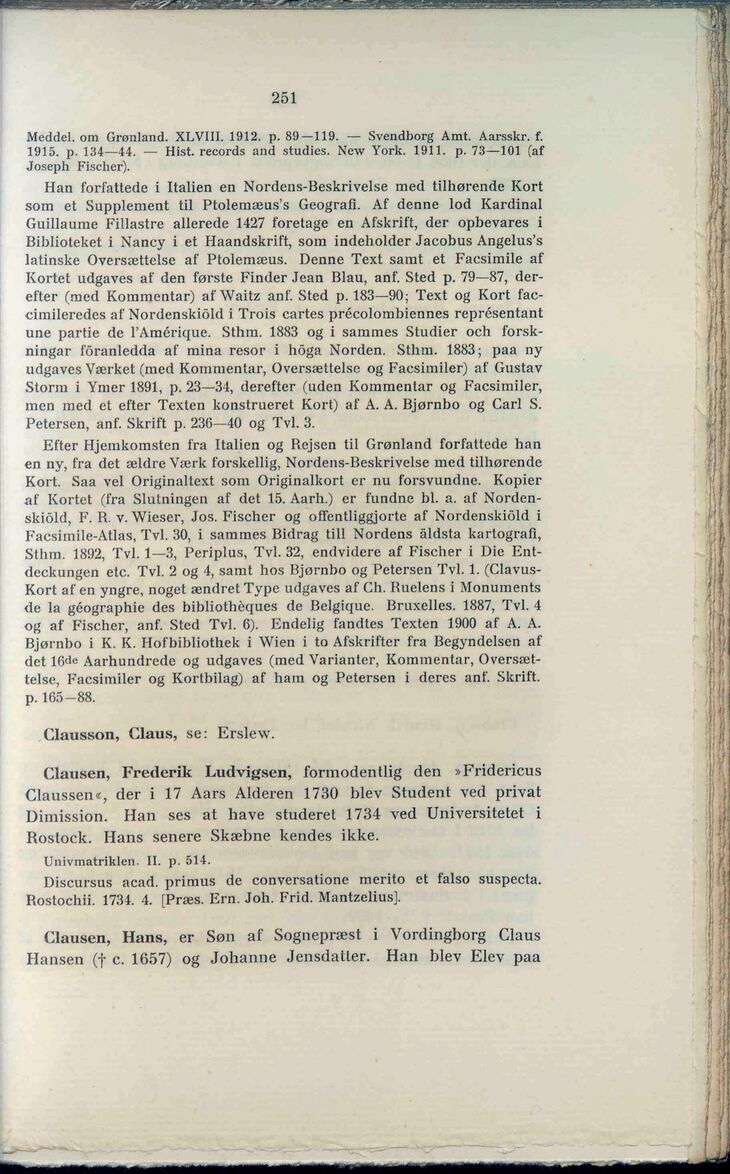 251
Meddel. om Grønland. XLVIII. 1912. p. 89—119. — Svendborg Amt. Aarsskr. f.
1915. p. 134—44. — Hist. records and studies. New York. 1911. p. 73—101 (af
Joseph Fischer).
Han forfattede i Italien en Nordens-Beskrivelse med tilhørende Kort
som et Supplement til Ptolemæus's Geografi. Af denne lod Kardinal
Guillaume Fillastre allerede 1427 foretage en Afskrift, der opbevares i
Biblioteket i Nancy i et Haandskrift, som indeholder Jacobus Angelus's
latinske Oversættelse af Ptolemæus. Denne Text samt et Facsimile af
Kortet udgaves af den første Finder Jean Blau, anf. Sted p. 79—87, der-
efter (med Kommentar) af Waitz anf. Sted p. 183—90; Text og Kort fac-
cimileredes af Nordenskiöld i Trois cartes précolombiennes représentant
une partie de l'Amérique. Sthm. 1883 og i sammes Studier och forsk-
ningar föranledda af mina resor i höga Norden. Sthm. 1883; paa ny
udgaves Værket (med Kommentar, Oversættelse og Facsimiler) af Gustav
Storm i Ymer 1891, p. 23—34, derefter (uden Kommentar og Facsimiler,
men med et efter Texten konstrueret Kort) af A. A. Bjørnbo og Carl S.
Petersen, anf. Skrift p. 236—40 og Tvl. 3.
Efter Hjemkomsten fra Italien og Rejsen til Grønland forfattede han
en ny, fra det ældre Værk forskellig, Nordens-Beskrivelse med tilhørende
Kort. Saa vel Originaltext som Originalkort er nu forsvundne. Kopier
af Kortet (fra Slutningen af det 15. Aarh.) er fundne bl. a. af Norden-
skiöld, F. R. v. Wieser, Jos. Fischer og offentliggjorte af Nordenskiöld i
Facsimile-Atlas, Tvl. 30, i sammes Bidrag till Nordens äldsta kartografi,
Sthm. 1892, Tvl. 1—3, Periplus, Tvl. 32, endvidere af Fischer i Die Ent-
deckungen etc. Tvl. 2 og 4, samt hos Bjørnbo og Petersen Tvl. 1. (Clavus-
Kort af en yngre, noget ændret Type udgaves af Ch. Ruelens i Monuments
de la géographie des bibliothèques de Belgique. Bruxelles. 1887, Tvl. 4
og af Fischer, anf. Sted Tvl. 6). Endelig fandtes Texten 1900 af A. A.
Bjørnbo i K. K. Hofbibliothek i Wien i to Afskrifter fra Begyndelsen af
det 16de Aarhundrede og udgaves (med Varianter, Kommentar, Oversæt-
telse, Facsimiler og Kortbilag) af ham og Petersen i deres anf. Skrift.
p. 165—88.
Clausson, Claus, se: Erslew.
Clausen, Frederik Ludvigsen, formodentlig den »Fridericus
Claussen«, der i 17 Aars Alderen 1730 blev Student ved privat
Dimission. Han ses at have studeret 1734 ved Universitetet i
Rostock. Hans senere Skæbne kendes ikke.
Univmatriklen. II. p. 514.
Discursus acad. primus de conversatione merito et falso suspecta.
Rostochii. 1734. 4. [Præs. Ern. Joh. Frid. Mantzelius].
Clausen, Hans, er Søn af Sognepræst i Vordingborg Claus
Hansen († c. 1657) og Johanne Jensdatter. Han blev Elev paa